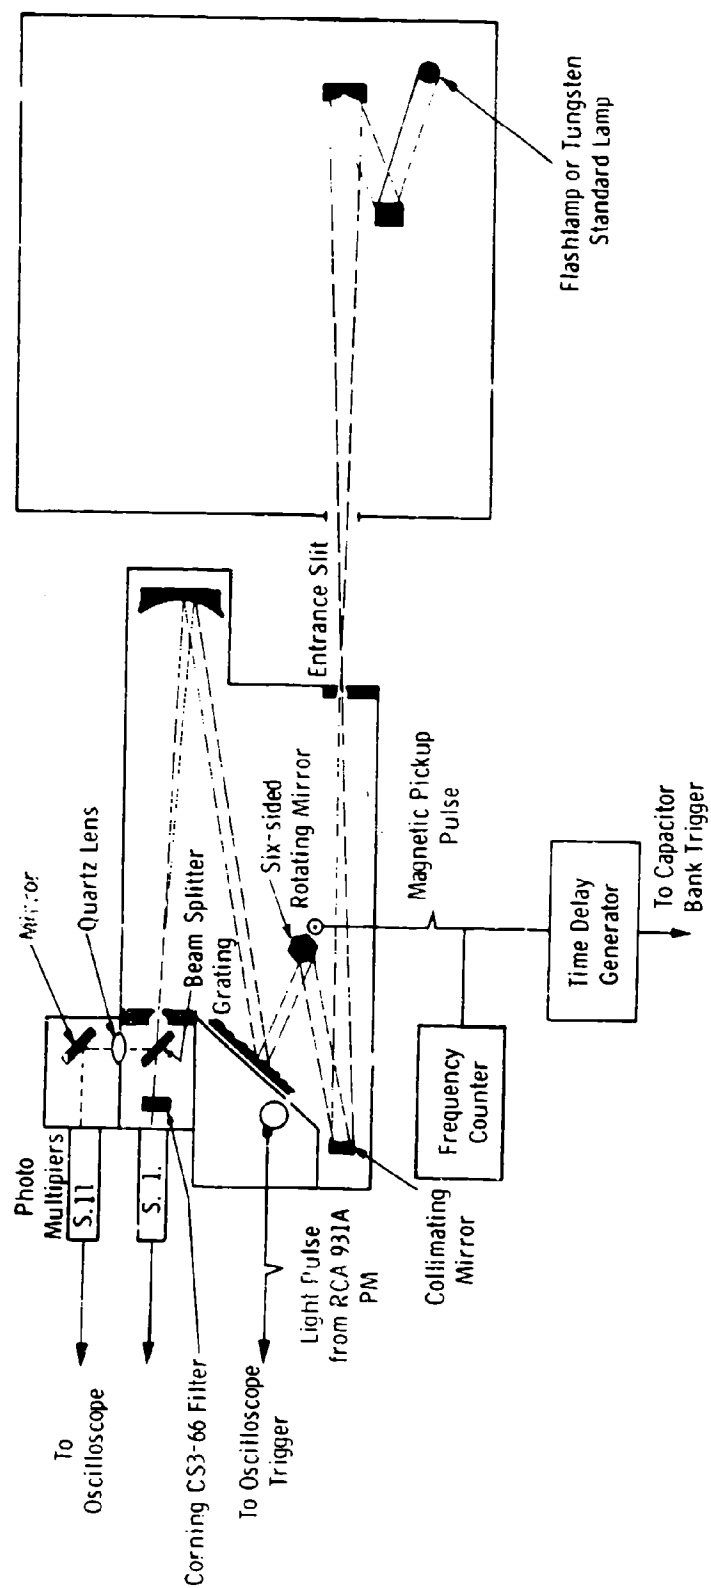 To
Oscilloscope
Photo
Multipiers
S.11
S. 1.
Mirror
Quartz Lens
Corning CS3-66 Filter
Beam Splitter
Grating
To Oscilloscope
Trigger
Light Pulse
from RCA 931A
PM
Six-sided
Rotating Mirror
Entrance Slit
Collimating
Mirror
Magnetic Pickup
Pulse
Frequency
Counter
Time Delay
Generator
To Capacitor
Bank Trigger
Flashlamp or Tungsten
Standard Lamp